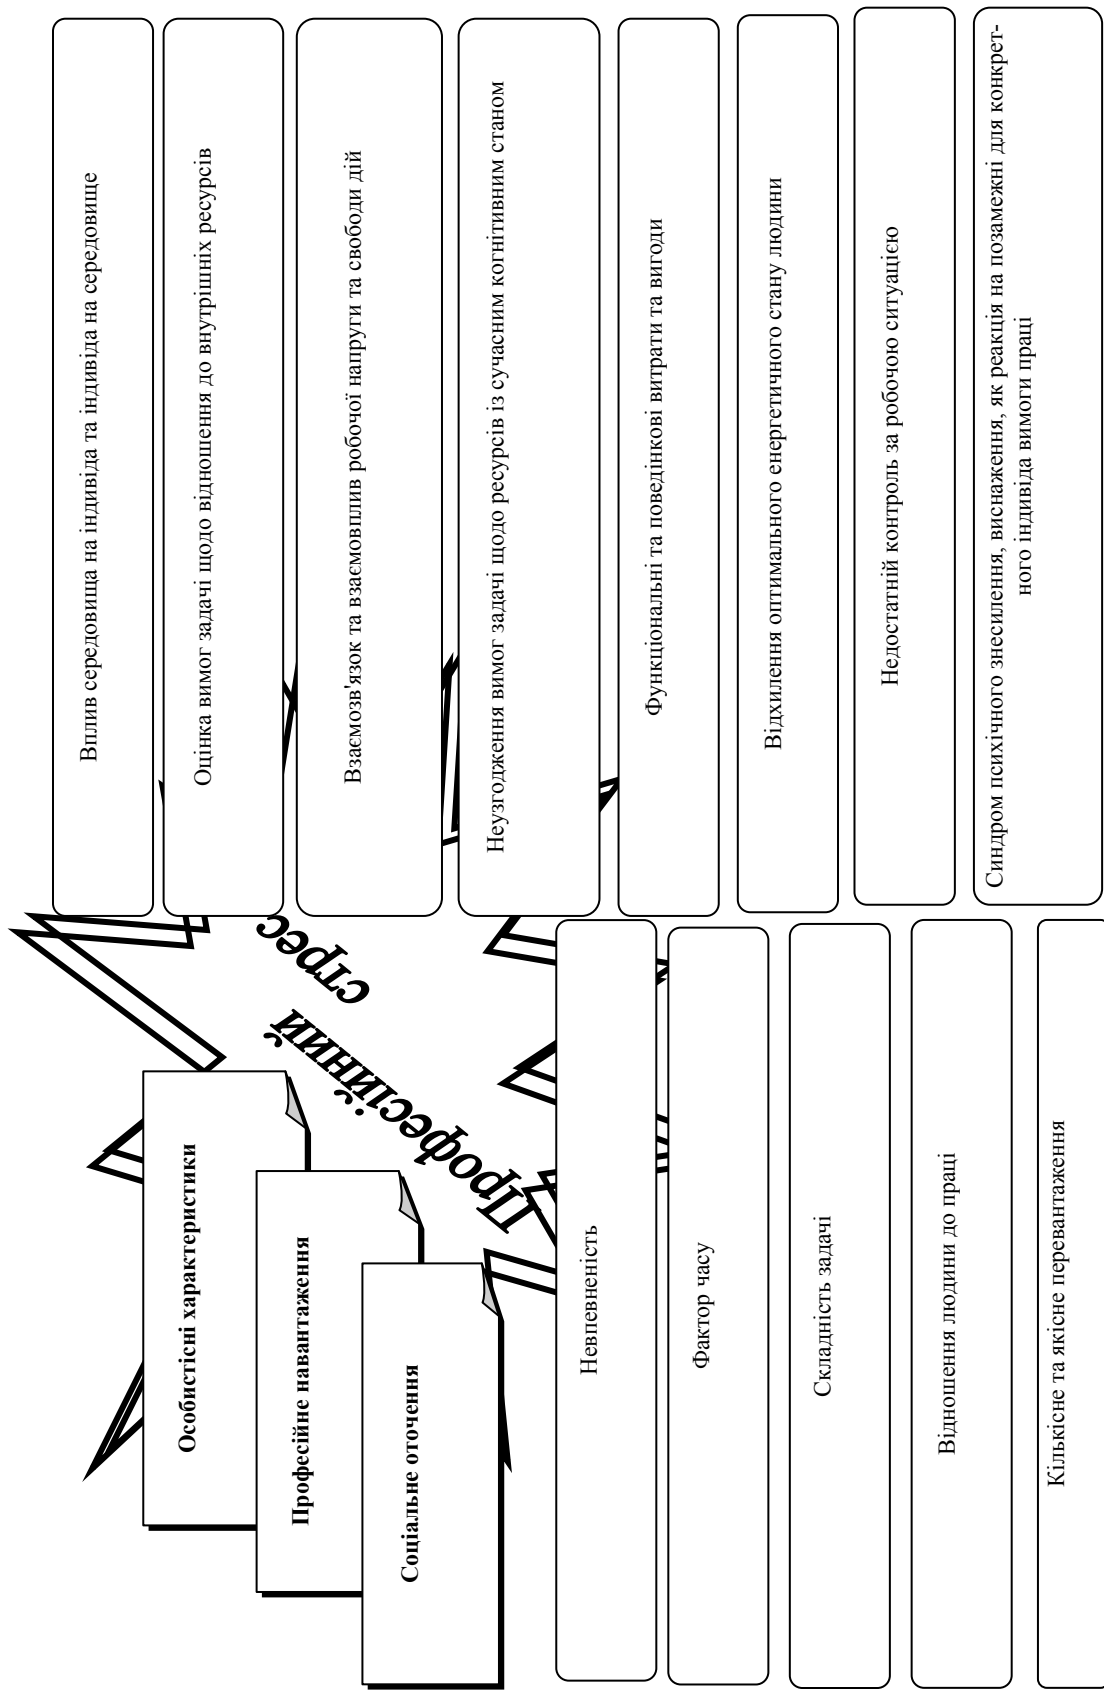 Особистісні характеристики
Професійне навантаження
Соціальне оточення
Професійний
стрес
Вплив середовища на індивіда та індивіда на середовище
Оцінка вимог задачі щодо відношення до внутрішніх ресурсів
Взаємозв'язок та взаємовплив робочої напруги та свободи дій
Неузгодження вимог задачі щодо ресурсів із сучасним когнітивним станом
Функціональні та поведінкові витрати та вигоди
Відхилення оптимального енергетичного стану людини
Недостатній контроль за робочою ситуацією
Синдром психічного знесилення, виснаження, як реакція на позамежні для конкрет-
ного індивіда вимоги праці
Невпевненість
Фактор часу
Складність задачі
Відношення людини до праці
Кількісне та якісне перевантаження